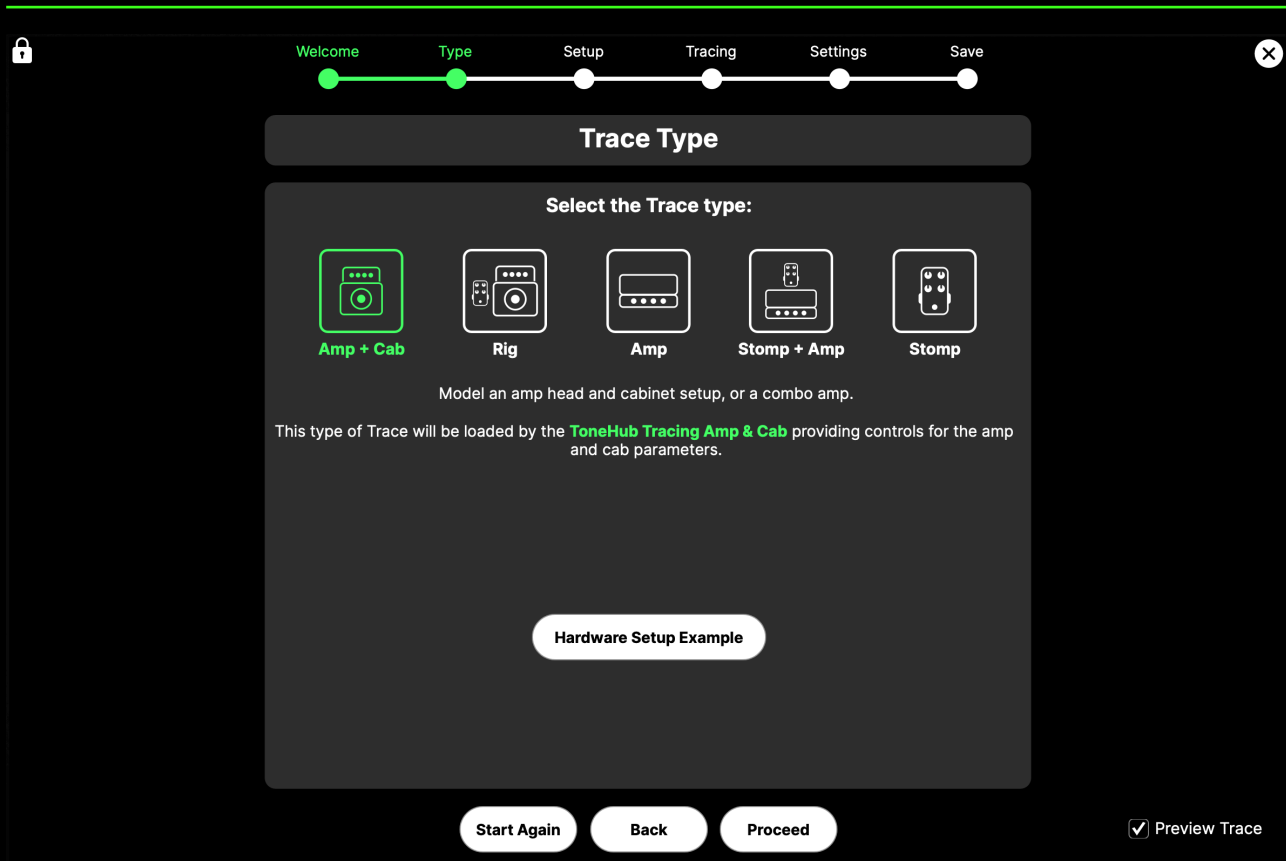 Welcome
Type
Setup
Tracing
Settings
Save
Trace Type
Select the Trace type:
Amp + Cab
Rig
Amp
Stomp + Amp
Stomp
Model an amp head and cabinet setup, or a combo amp.
This type of Trace will be loaded by the ToneHub Tracing Amp & Cab providing controls for the amp
and cab parameters.
Hardware Setup Example
Start Again
Back
Proceed
Preview Trace